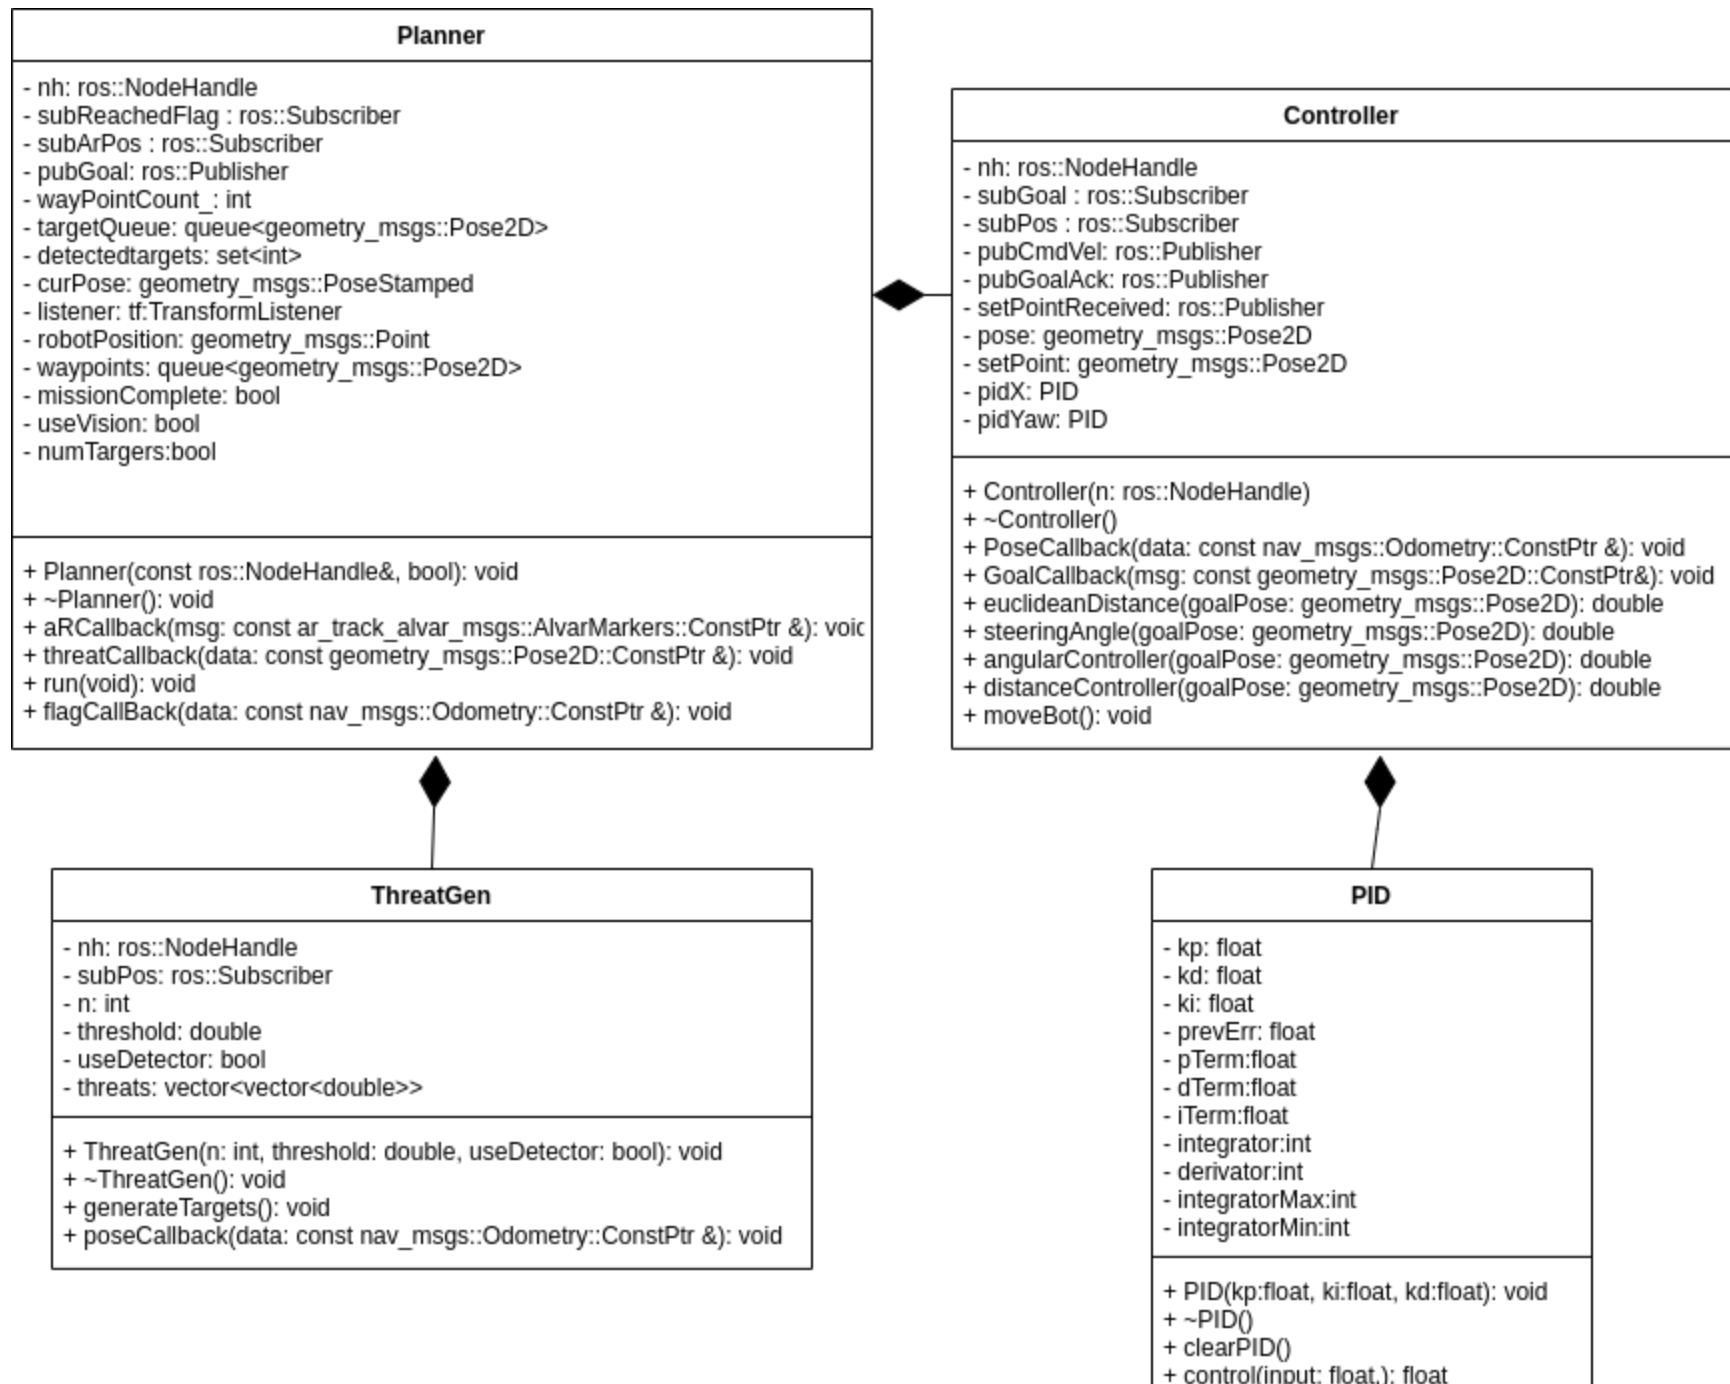 Planner
- nh: ros::NodeHandle
- subReachedFlag : ros::Subscriber
- subArPos : ros::Subscriber
- pubGoal: ros::Publisher
- wayPointCount_: int
- targetQueue: queue<geometry_msgs::Pose2D>
- detectedtargets: set<int>
- curPose: geometry_msgs::PoseStamped
- listener: tf:TransformListener
- robotPosition: geometry_msgs::Point
- waypoints: queue<geometry_msgs::Pose2D>
- missionComplete: bool
- useVision: bool
- numTargers:bool
+ Planner(const ros::NodeHandle&, bool): void
+ ~Planner(): void
+ aRCallback(msg: const ar_track_alvar_msgs::AlvarMarkers::ConstPtr &): void
+ threatCallback(data: const geometry_msgs::Pose2D::ConstPtr &): void
+ run(void): void
+ flagCallBack(data: const nav_msgs::Odometry::ConstPtr &): void
Controller
- nh: ros::NodeHandle
- subGoal : ros::Subscriber
- subPos : ros::Subscriber
- pubCmdVel: ros::Publisher
- pubGoalAck: ros::Publisher
- setPointReceived: ros::Publisher
- pose: geometry_msgs::Pose2D
- setPoint: geometry_msgs::Pose2D
- pidX: PID
- pidYaw: PID
+ Controller(n: ros::NodeHandle)
+ ~Controller()
+ PoseCallback(data: const nav_msgs::Odometry::ConstPtr &): void
+ GoalCallback(msg: const geometry_msgs::Pose2D::ConstPtr&): void
+ euclideanDistance(goalPose: geometry_msgs::Pose2D): double
+ steeringAngle(goalPose: geometry_msgs::Pose2D): double
+ angularController(goalPose: geometry_msgs::Pose2D): double
+ distanceController(goalPose: geometry_msgs::Pose2D): double
+ moveBot(): void
ThreatGen
- nh: ros::NodeHandle
- subPos: ros::Subscriber
- n: int
- threshold: double
- useDetector: bool
- threats: vector<vector<double>>
+ ThreatGen(n: int, threshold: double, useDetector: bool): void
+ ~ThreatGen(): void
+ generateTargets(): void
+ poseCallback(data: const nav_msgs::Odometry::ConstPtr &): void
PID
- kp: float
- kd: float
- ki: float
- prevErr: float
- pTerm:float
- dTerm:float
- iTerm:float
- integrator:int
- derivator:int
- integratorMax:int
- integratorMin:int
+ PID(kp:float, ki:float, kd:float): void
+ ~PID()
+ clearPID()
+ control(input: float,): float